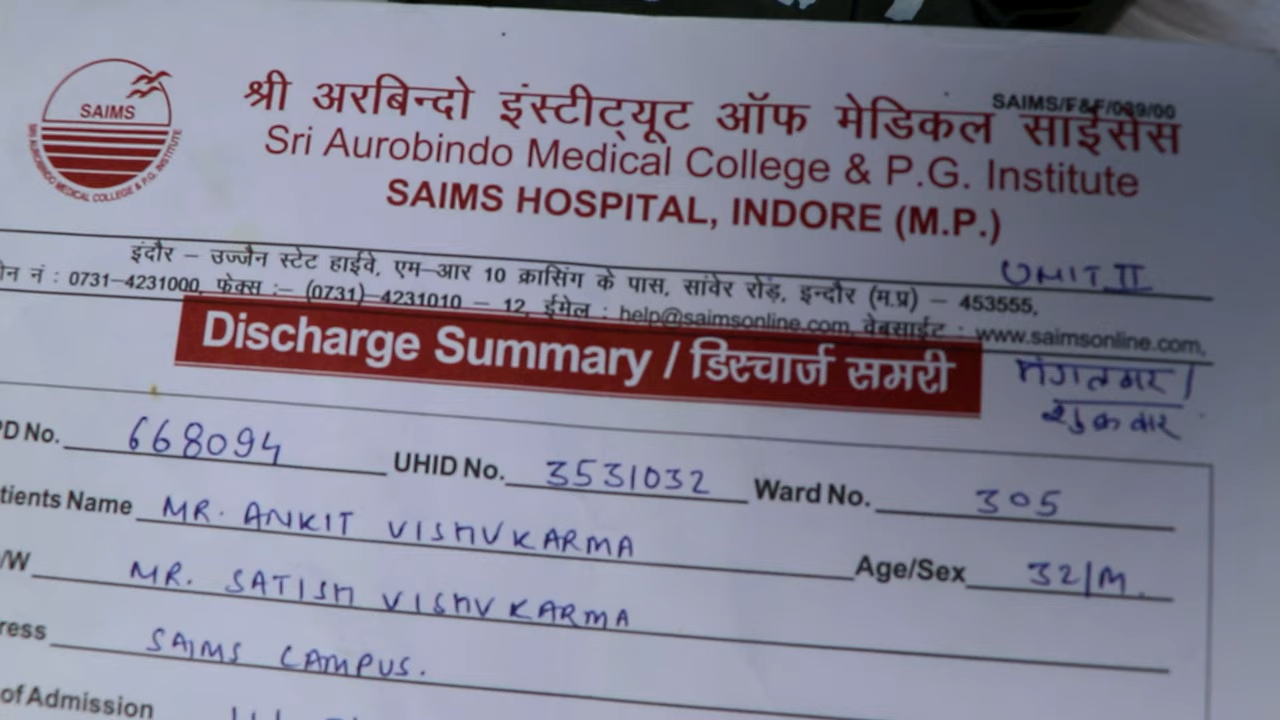 SAIMS
SRI AUROBINDO MEDICAL COLLEGE & P.G. INSTITUTE
SAIMS/F&F/089/00
श्री अरबिन्दो इंस्टीट्यूट ऑफ मेडिकल साईंसेस
Sri Aurobindo Medical College & P.G. Institute
SAIMS HOSPITAL, INDORE (M.P.)
इंदौर – उज्जैन स्टेट हाईवे, एम–आर 10 क्रासिंग के पास, सांवेर रोड़, इन्दौर (म.प्र) – 453555,
UNIT II
नं : 0731–4231000, फेक्स :– (0731) 4231010 – 12, ईमेल : help@saimsonline.com, वेबसाईट : www.saimsonline.com,
Discharge Summary / डिस्चार्ज समरी
मंगलवार /
शुक्रवार
PD No. 668094 UHID No. 3531032 Ward No. 305
tients Name MR. ANKIT VISHVKARMA Age/Sex 32/M.
/W MR. SATISH VISHVKARMA
ress SAIMS CAMPUS.
of Admission